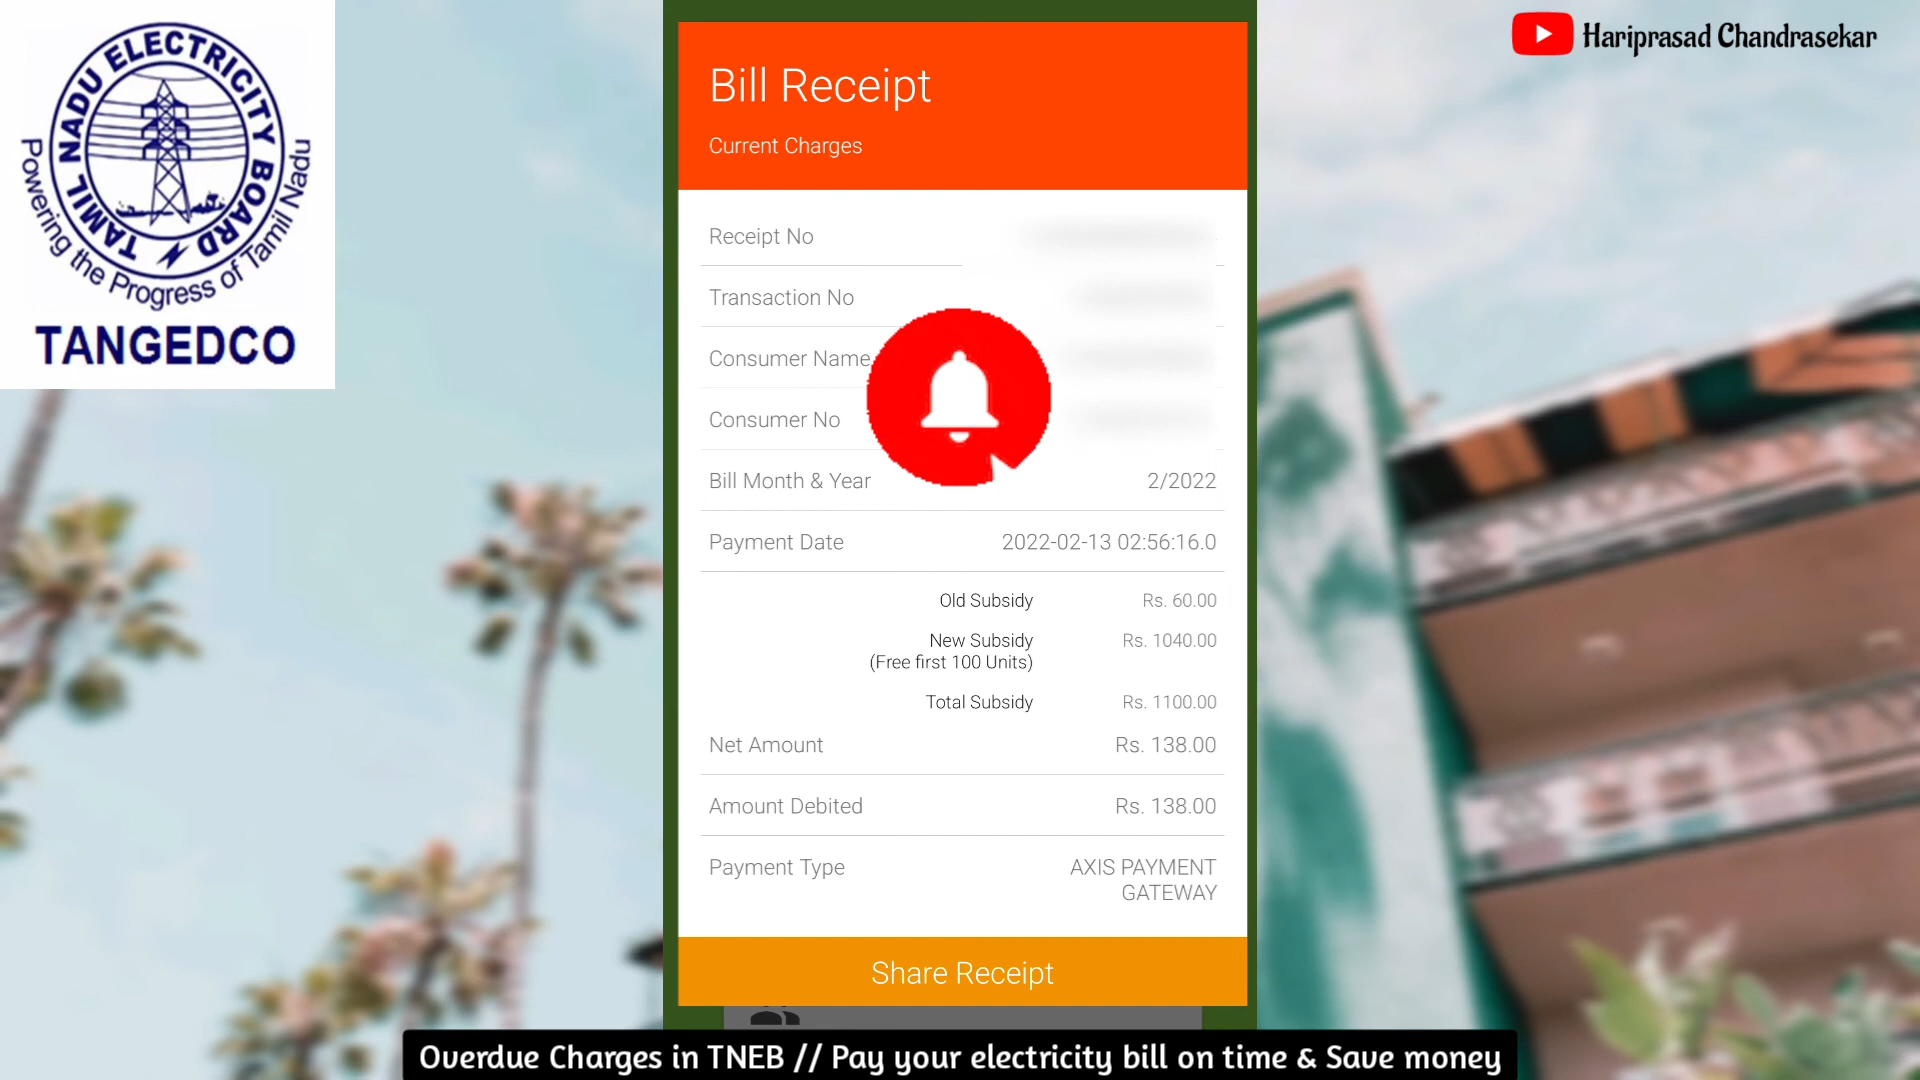 TAMIL NADU ELECTRICITY BOARD
Powering the Progress of Tamil Nadu
TANGEDCO
Hariprasad Chandrasekar
Bill Receipt
Current Charges
Receipt No
Transaction No
Consumer Name
Consumer No
Bill Month & Year 2/2022
Payment Date 2022-02-13 02:56:16.0
Old Subsidy Rs. 60.00
New Subsidy Rs. 1040.00
(Free first 100 Units)
Total Subsidy Rs. 1100.00
Net Amount Rs. 138.00
Amount Debited Rs. 138.00
Payment Type AXIS PAYMENT
GATEWAY
Share Receipt
Overdue Charges in TNEB // Pay your electricity bill on time & Save money